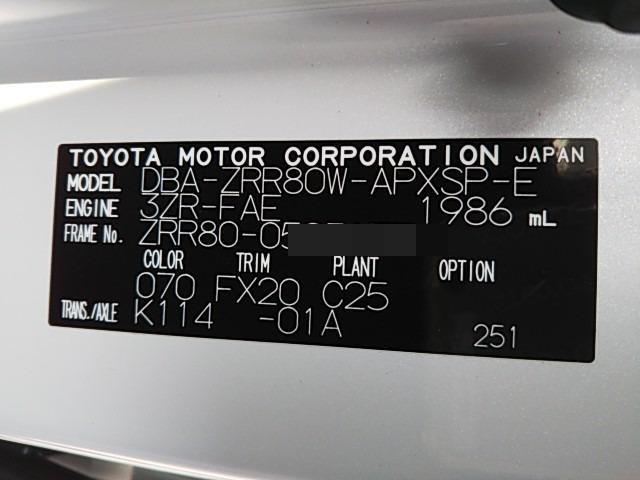 TOYOTA MOTOR CORPORATION JAPAN
MODEL DBA-ZRR80W-APXSP-E
ENGINE 3ZR-FAE 1986 mL
FRAME No. ZRR80-05
COLOR TRIM PLANT OPTION
070 FX20 C25
TRANS./AXLE K114 -01A
251